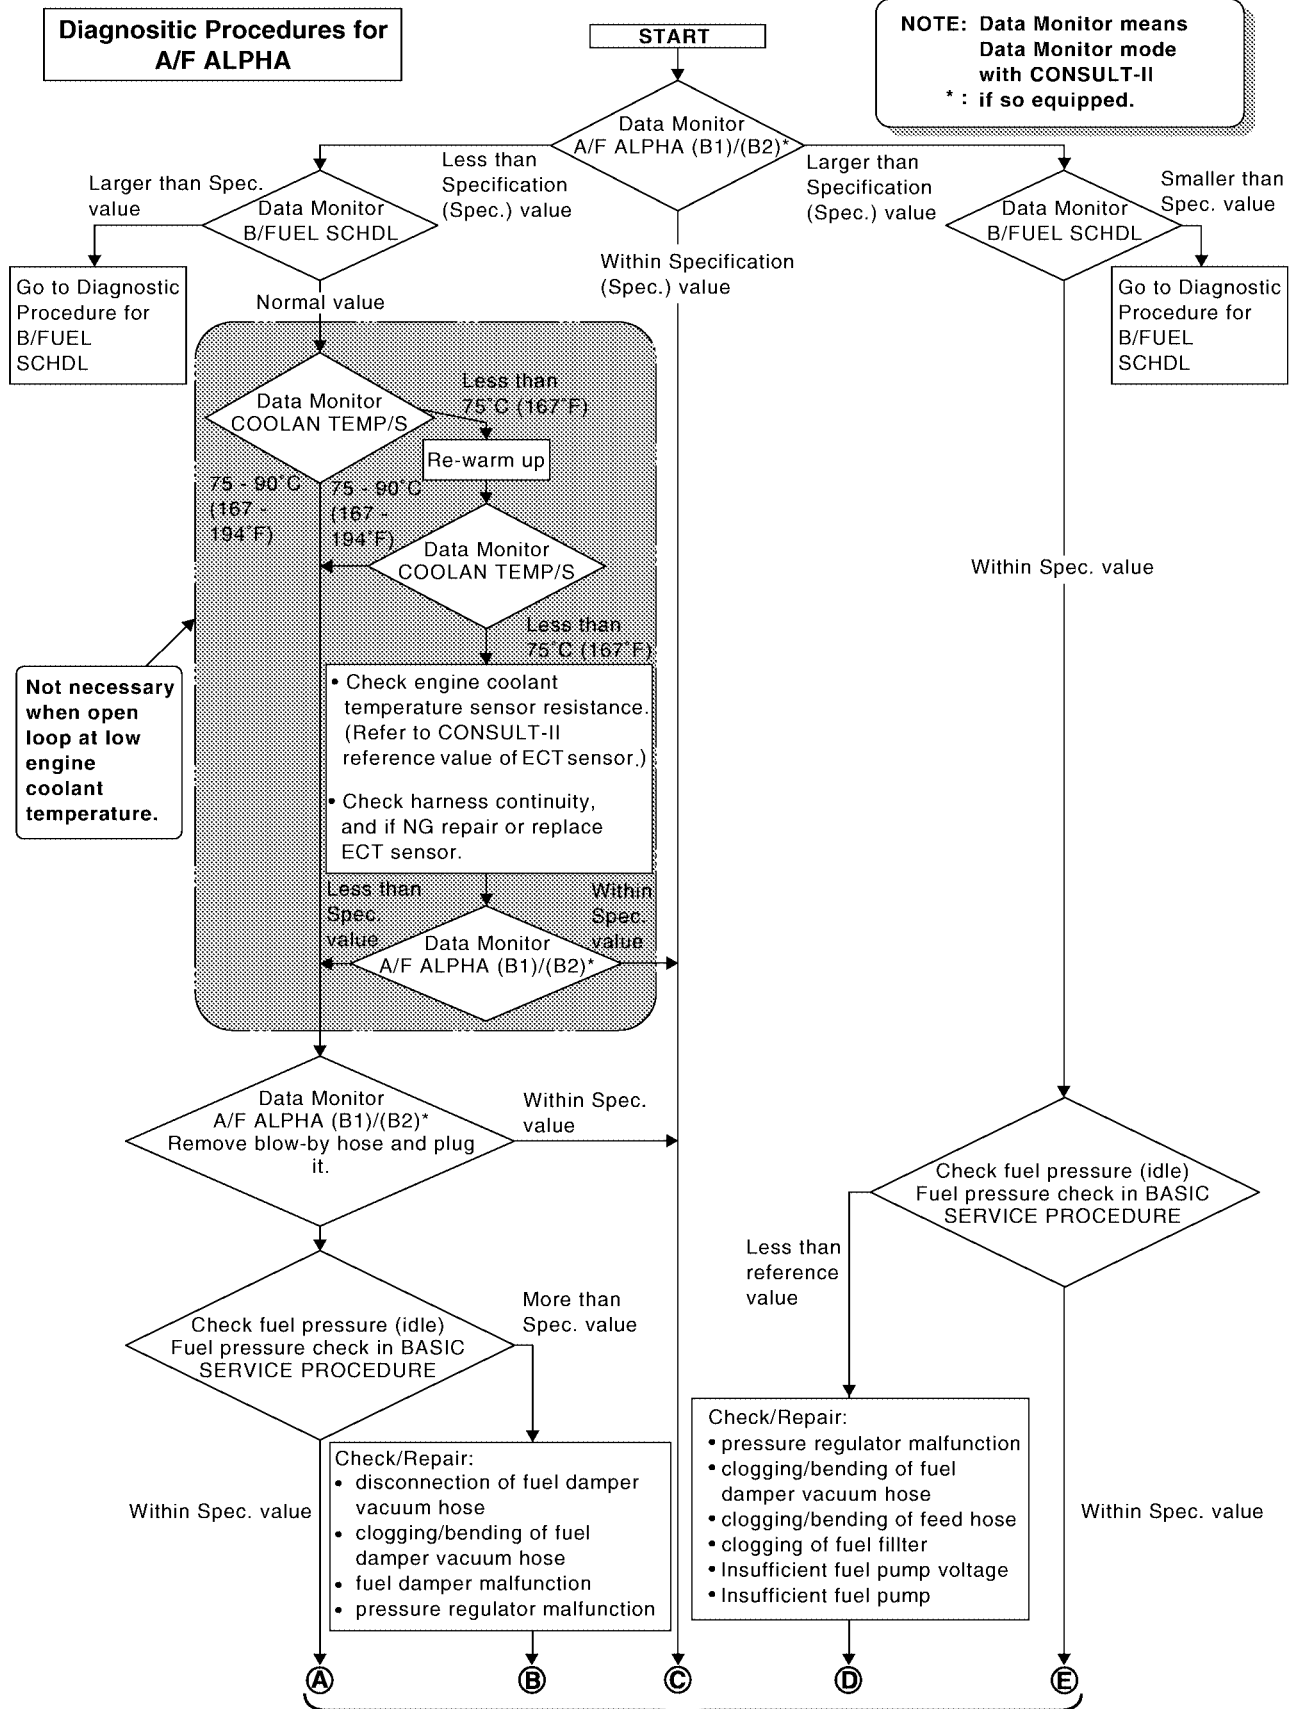 Diagnositic Procedures for
A/F ALPHA
START
NOTE: Data Monitor means
Data Monitor mode
with CONSULT-II
* : if so equipped.
Data Monitor
A/F ALPHA (B1)/(B2)*
Less than
Specification
(Spec.) value
Larger than
Specification
(Spec.) value
Larger than Spec.
value
Data Monitor
B/FUEL SCHDL
Smaller than
Spec. value
Data Monitor
B/FUEL SCHDL
Within Specification
(Spec.) value
Go to Diagnostic
Procedure for
B/FUEL
SCHDL
Normal value
Go to Diagnostic
Procedure for
B/FUEL
SCHDL
Data Monitor
COOLAN TEMP/S
Less than
75°C (167°F)
Re-warm up
75 - 90°C
(167 -
194°F)
75 - 90°C
(167 -
194°F)
Data Monitor
COOLAN TEMP/S
Within Spec. value
Less than
75°C (167°F)
Not necessary
when open
loop at low
engine
coolant
temperature.
• Check engine coolant
temperature sensor resistance.
(Refer to CONSULT-II
reference value of ECT sensor.)
• Check harness continuity,
and if NG repair or replace
ECT sensor.
Less than
Spec.
value
Within
Spec.
value
Data Monitor
A/F ALPHA (B1)/(B2)*
Data Monitor
A/F ALPHA (B1)/(B2)*
Remove blow-by hose and plug
it.
Within Spec.
value
Check fuel pressure (idle)
Fuel pressure check in BASIC
SERVICE PROCEDURE
Less than
reference
value
More than
Spec. value
Check fuel pressure (idle)
Fuel pressure check in BASIC
SERVICE PROCEDURE
Within Spec. value
Check/Repair:
• disconnection of fuel damper
vacuum hose
• clogging/bending of fuel
damper vacuum hose
• fuel damper malfunction
• pressure regulator malfunction
Check/Repair:
• pressure regulator malfunction
• clogging/bending of fuel
damper vacuum hose
• clogging/bending of feed hose
• clogging of fuel fillter
• Insufficient fuel pump voltage
• Insufficient fuel pump
Within Spec. value
A
B
C
D
E